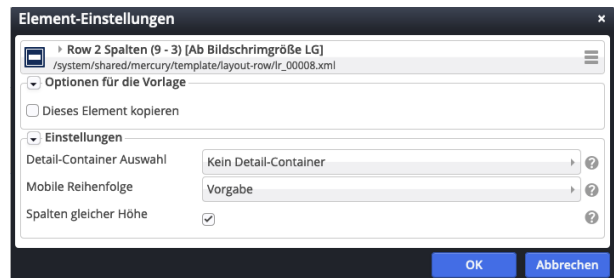 Element-Einstellungen
Row 2 Spalten (9 - 3) [Ab Bildschrimgröße LG]
/system/shared/mercury/template/layout-row/lr_00008.xml
Optionen für die Vorlage
Dieses Element kopieren
Einstellungen
Detail-Container Auswahl Kein Detail-Container
Mobile Reihenfolge Vorgabe
Spalten gleicher Höhe
OK Abbrechen